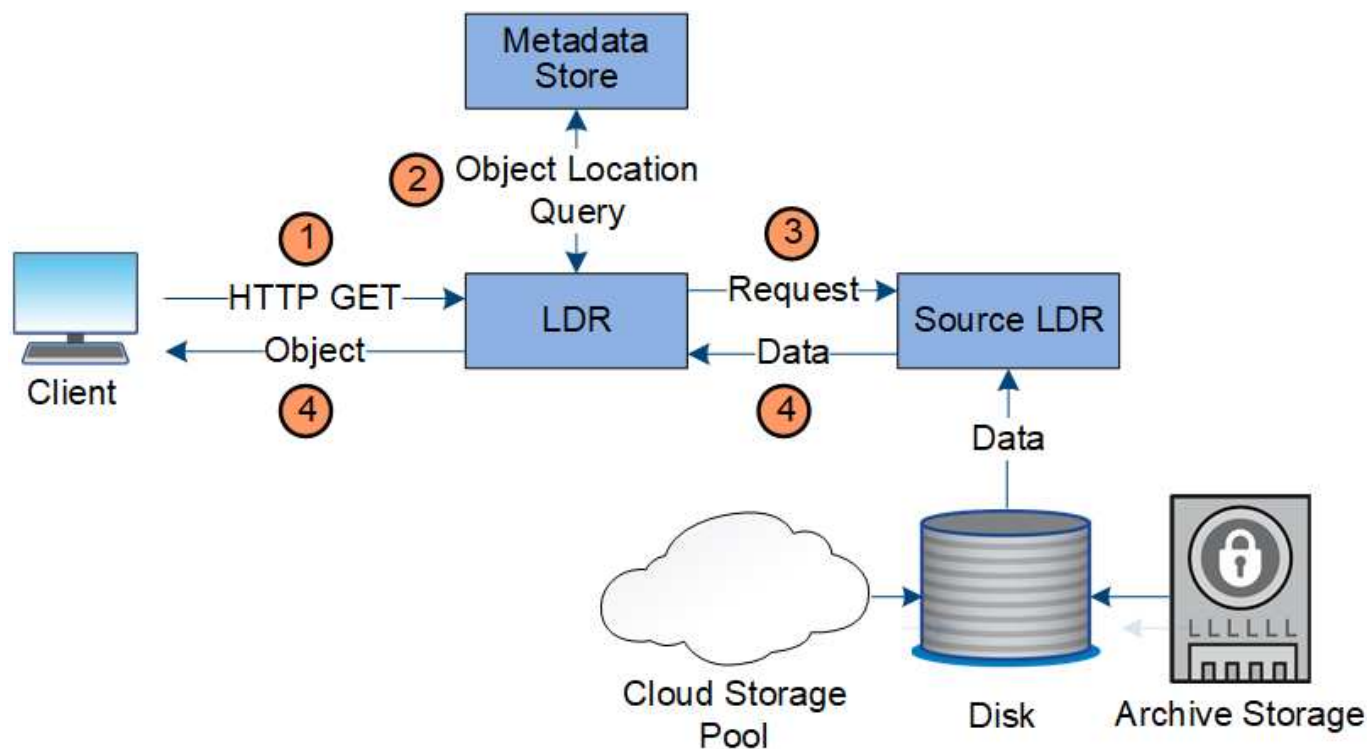 Metadata
Store
2
Object Location
Query
1
3
HTTP GET
LDR
Request
Source LDR
Object
Data
Client
4
4
Data
LLLLLL
Cloud Storage
Pool
Disk
Archive Storage